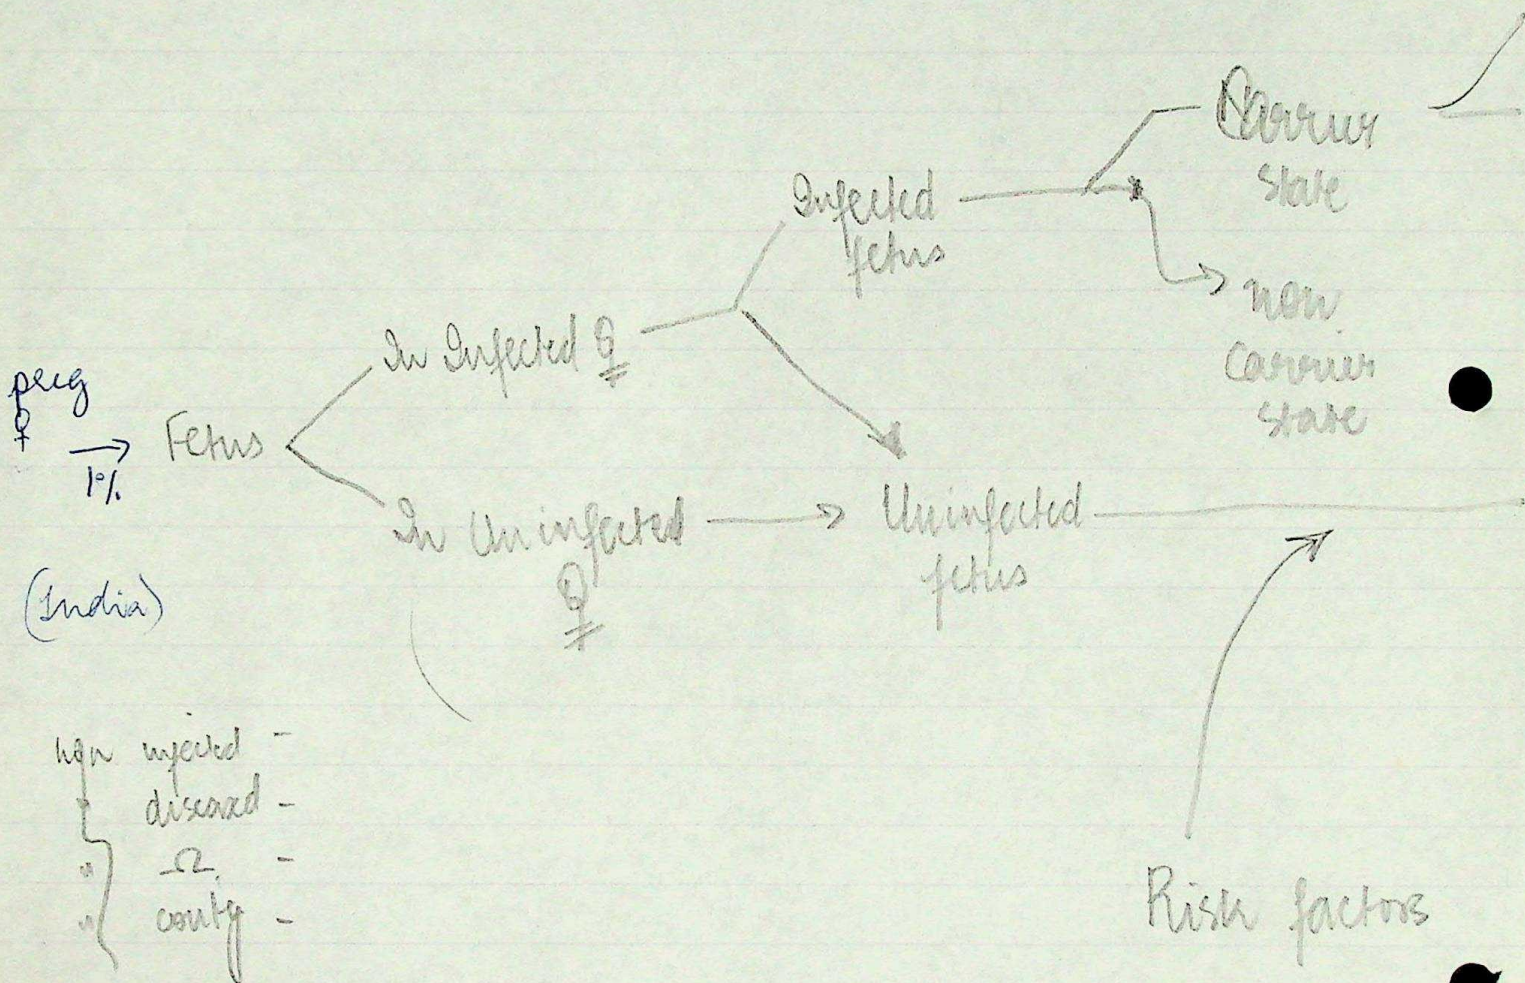 Carrier
state
Infected
fetus
non
carrier
state
In Infected ♀
preg
♀
→
1%
Fetus
In Uninfected
♀
Uninfected
fetus
(India)
infected -
" diseased -
" Ω -
" -
Risk factors